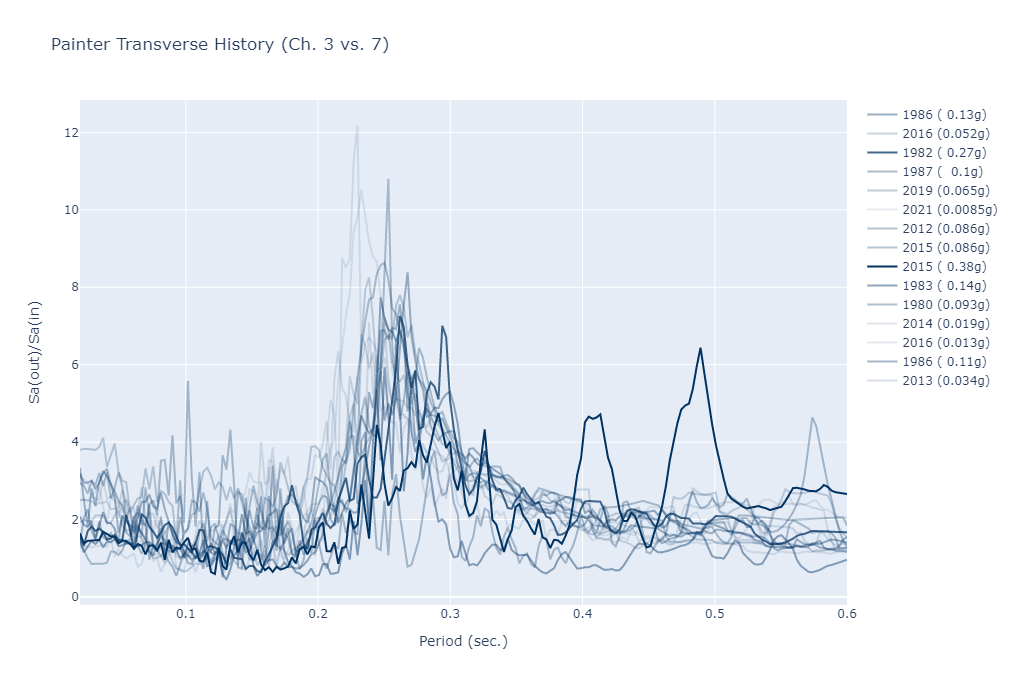 Painter Transverse History (Ch. 3 vs. 7)
12
10
8
6
4
2
0
0.1
0.2
0.3
0.4
0.5
0.6
Period (sec.)
Sa(out)/Sa(in)
1986 ( 0.13g)
2016 (0.052g)
1982 ( 0.27g)
1987 (  0.1g)
2019 (0.065g)
2021 (0.0085g)
2012 (0.086g)
2015 (0.086g)
2015 ( 0.38g)
1983 ( 0.14g)
1980 (0.093g)
2014 (0.019g)
2016 (0.013g)
1986 ( 0.11g)
2013 (0.034g)